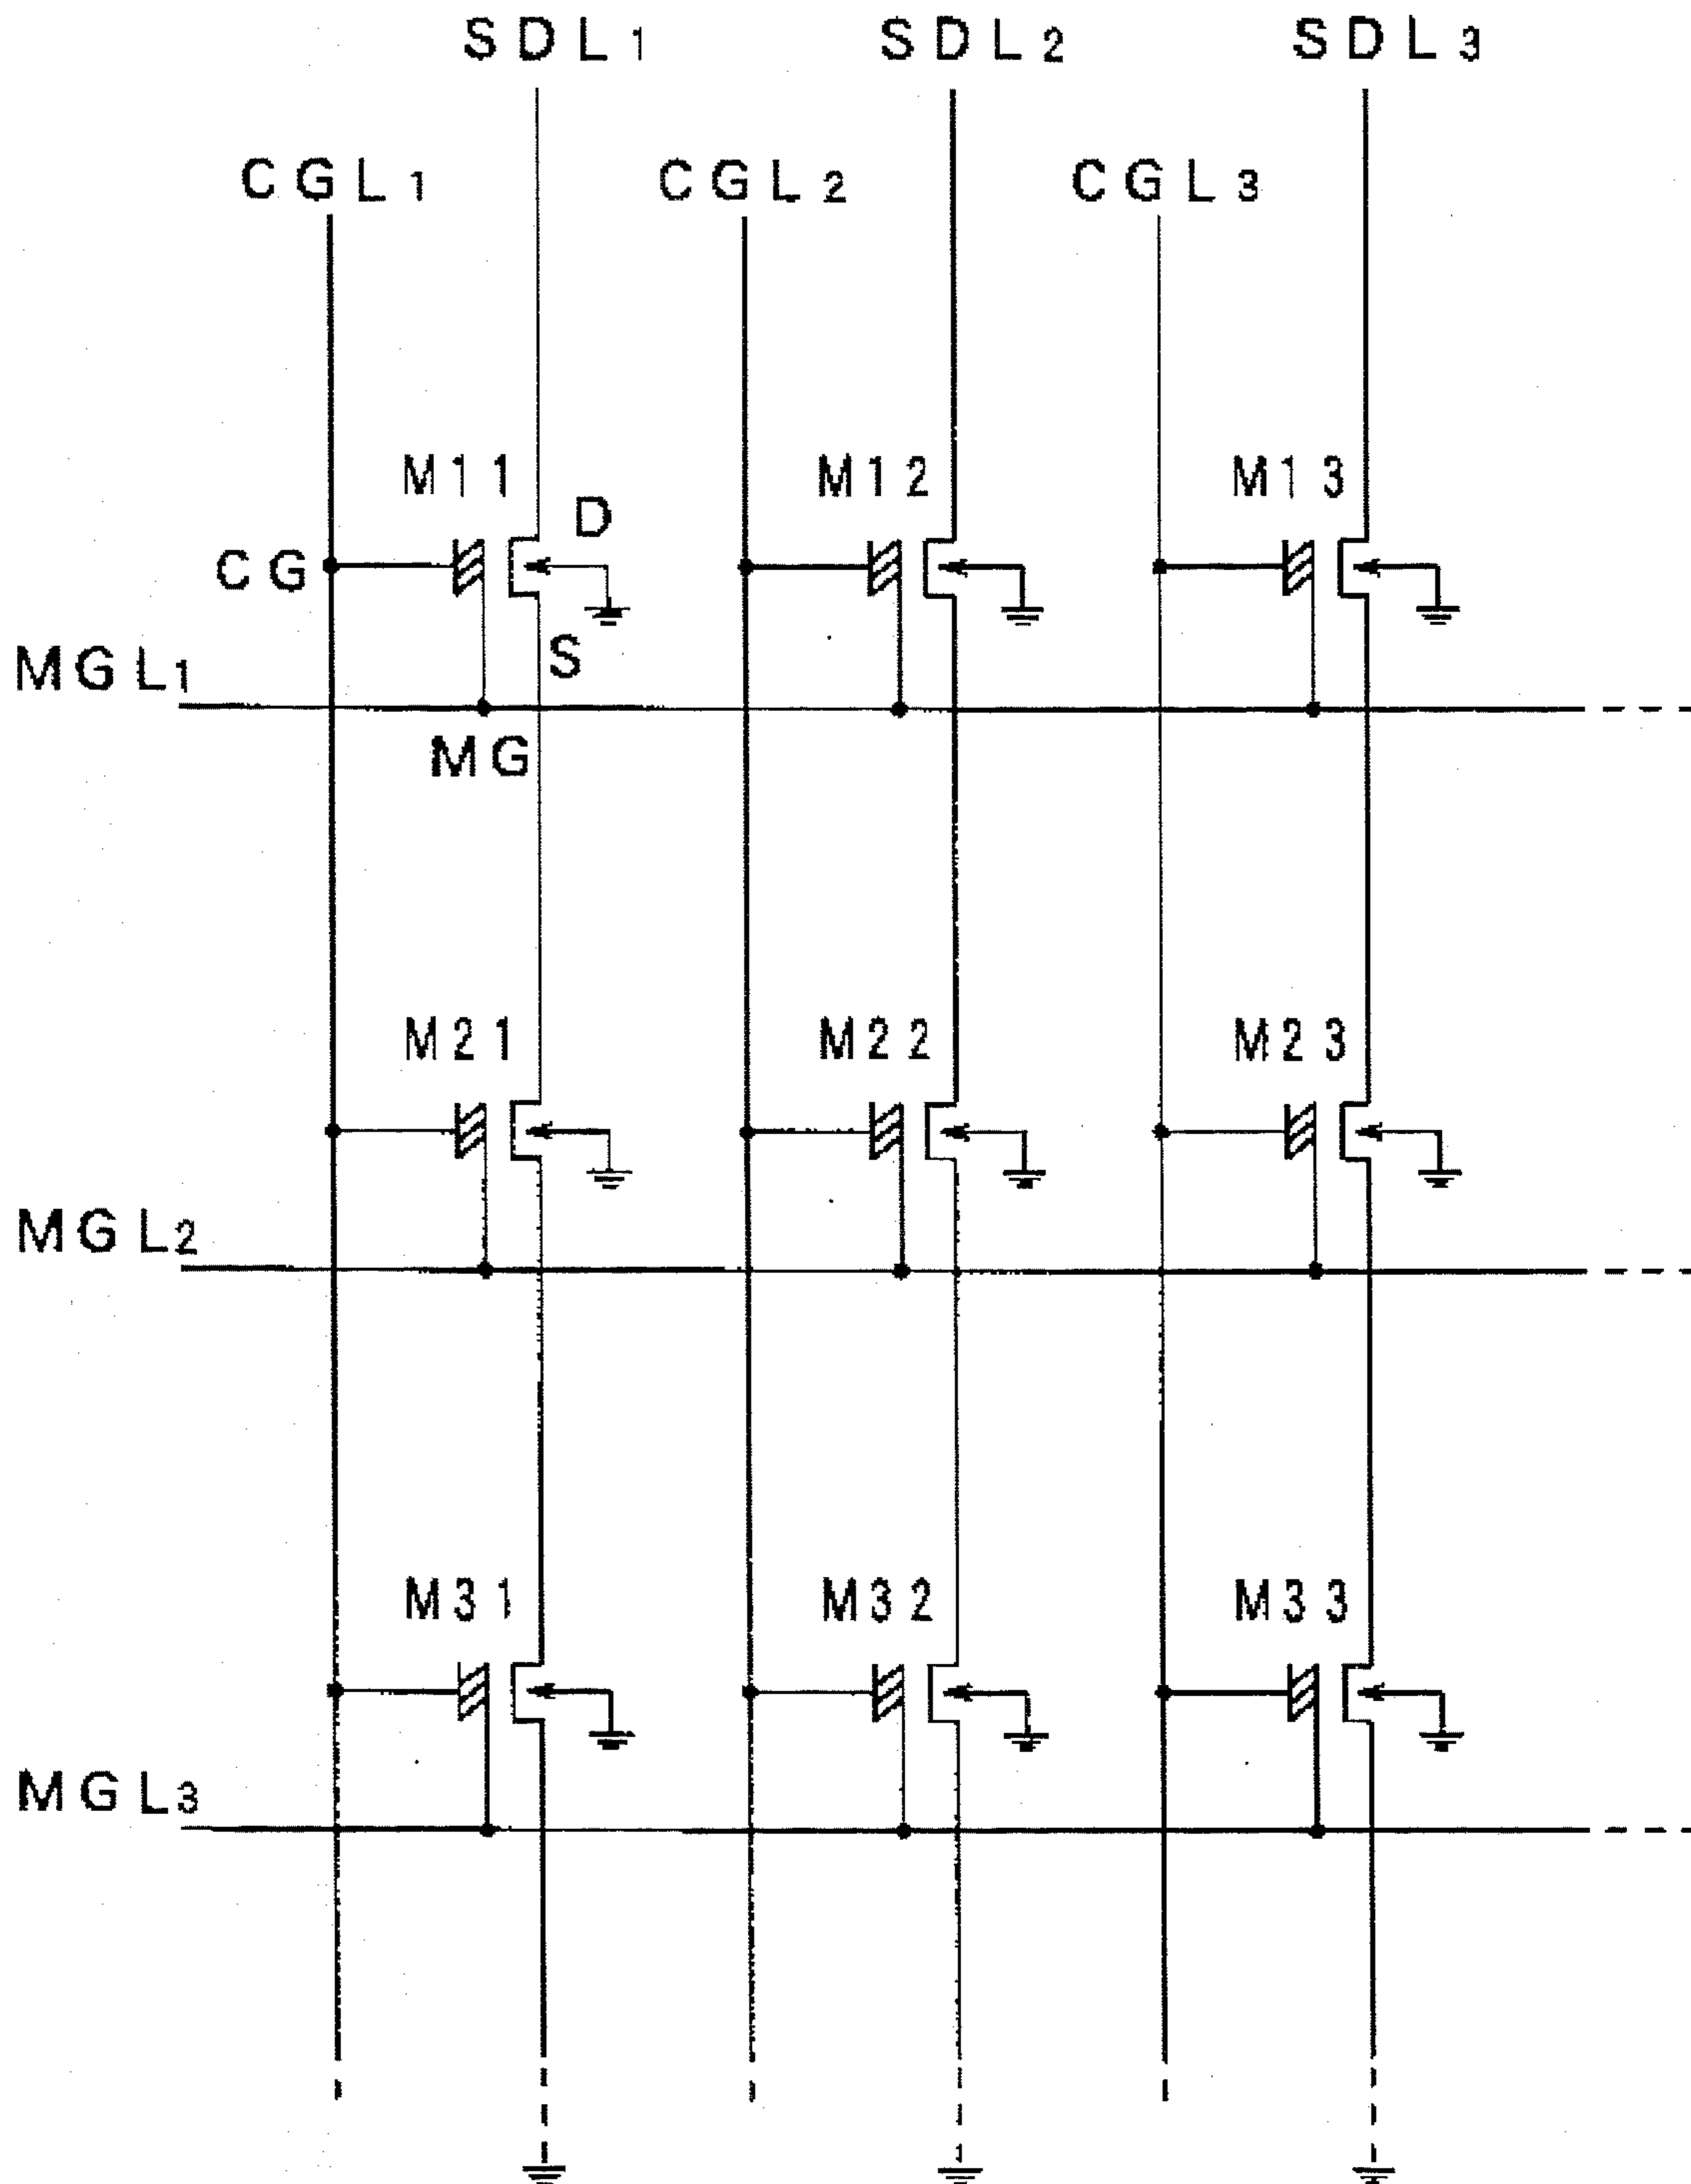 SDL1 SDL2 SDL3
CGL1 CGL2 CGL3
M11 M12 M13
D
CG
S
MGL1
MG
M21 M22 M23
MGL2
M31 M32 M33
MGL3